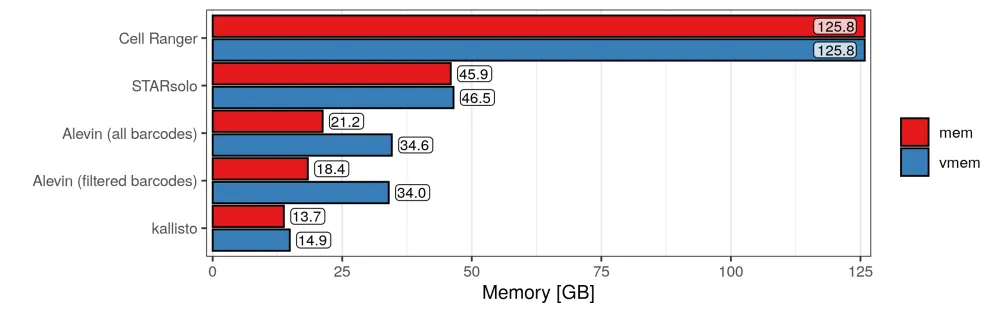 Cell Ranger
125.8
125.8
STARsolo
45.9
46.5
Alevin (all barcodes)
21.2
34.6
Alevin (filtered barcodes)
18.4
34.0
kallisto
13.7
14.9
0 25 50 75 100 125
Memory [GB]
mem
vmem